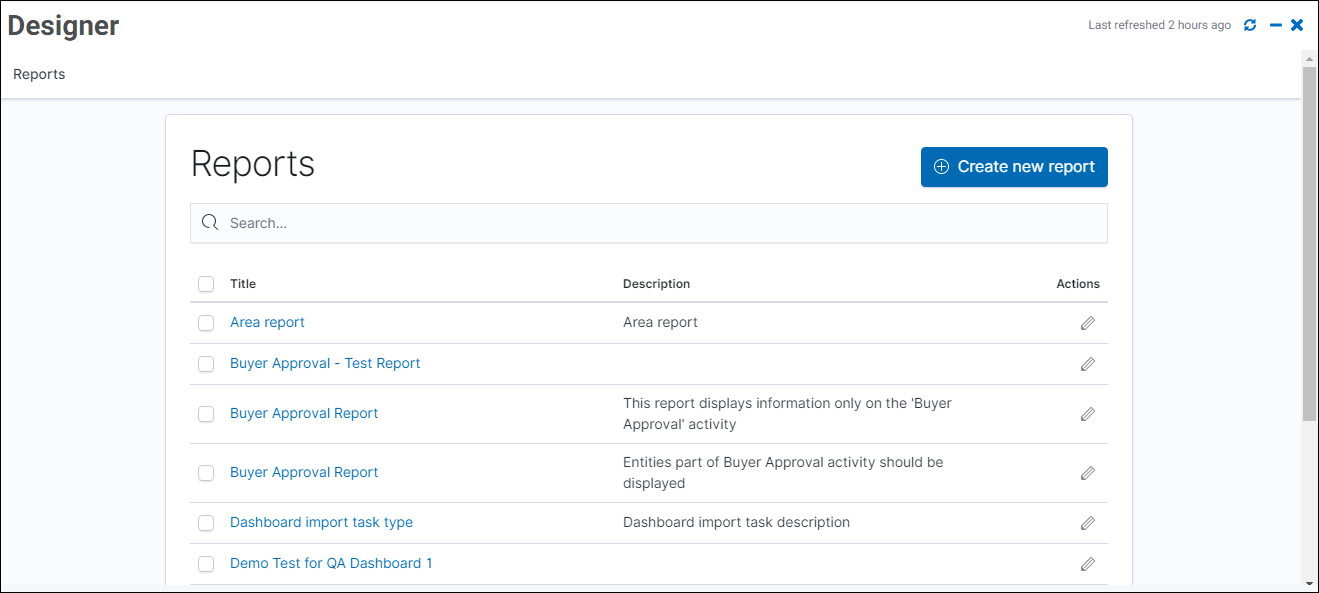 Designer
Last refreshed 2 hours ago
Reports
Reports
Create new report
Search...
Title Description Actions
Area report Area report
Buyer Approval - Test Report
Buyer Approval Report This report displays information only on the 'Buyer
Approval' activity
Buyer Approval Report Entities part of Buyer Approval activity should be
displayed
Dashboard import task type Dashboard import task description
Demo Test for QA Dashboard 1